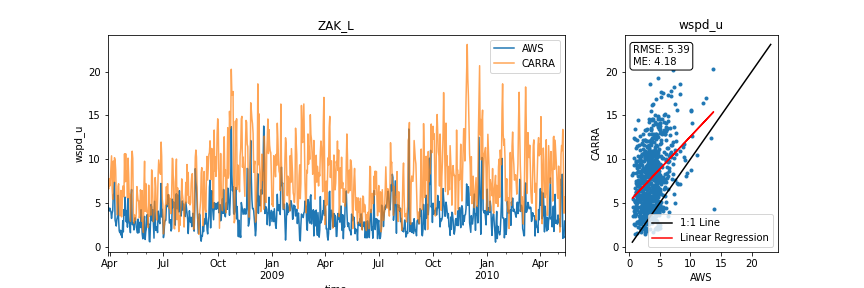 ZAK_L
wspd_u
AWS
CARRA
20
15
10
5
0
wspd_u
Apr
Jul
Oct
Jan
2009
Apr
Jul
Oct
Jan
2010
Apr
time
wspd_u
RMSE: 5.39
ME: 4.18
20
15
10
5
0
CARRA
1:1 Line
Linear Regression
0
5
10
15
20
AWS